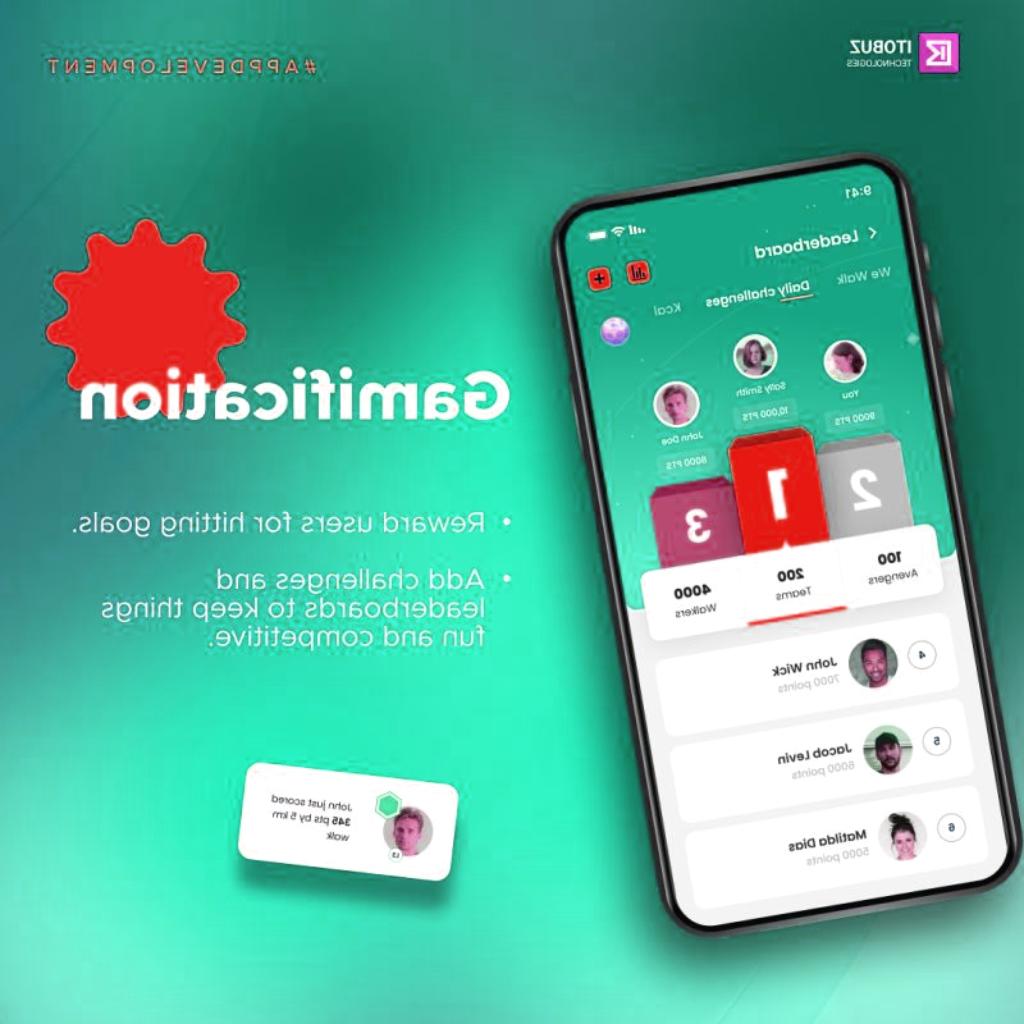 ITOBUZ
TECHNOLOGIES
#APPDEVELOPMENT
Gamification
• Reward users for hitting goals.
• Add challenges and
leaderboards to keep things
fun and competitive.
John just scored
345 pts by 5 km
walk
9:41
Leaderboard
We Walk Daily challenges Kcal
You
9000 PTS
Sally Smith
10,000 PTS
John Doe
8000 PTS
2 1 3
100 200 4000
Avengers Teams Walkers
4 John Wick
7000 points
5 Jacob Levin
6000 points
6 Matilda Dias
5000 points